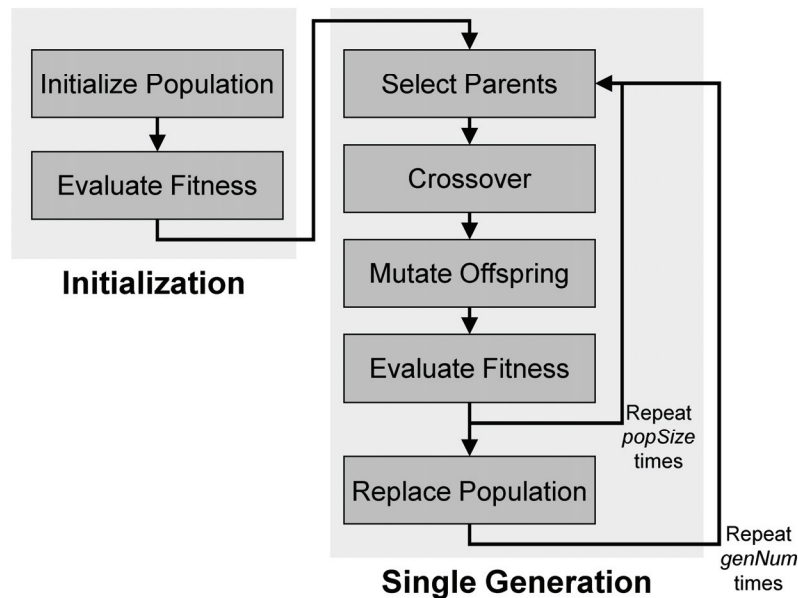 Initialize Population
Evaluate Fitness
Initialization
Select Parents
Crossover
Mutate Offspring
Evaluate Fitness
Repeat
popSize
times
Replace Population
Repeat
genNum
times
Single Generation